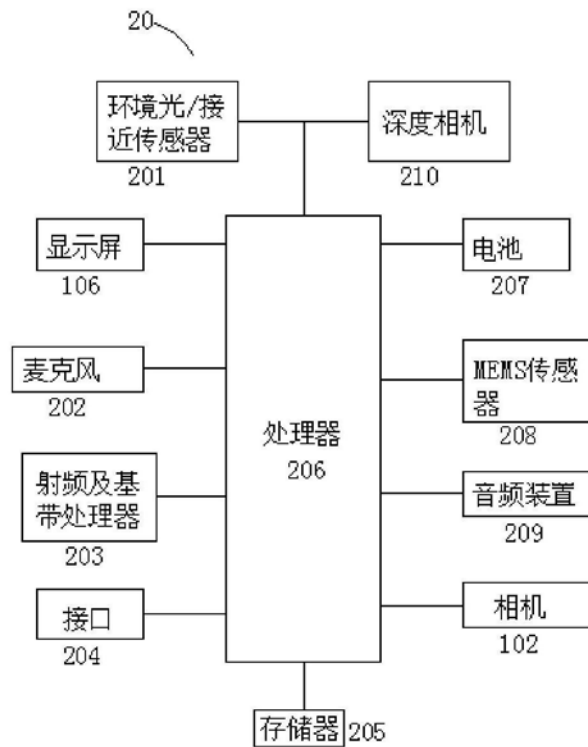 20
环境光/接
近传感器
201
深度相机
210
显示屏
106
电池
207
麦克风
202
MEMS传感
器
208
处理器
206
射频及基
带处理器
203
音频装置
209
接口
204
相机
102
存储器
205